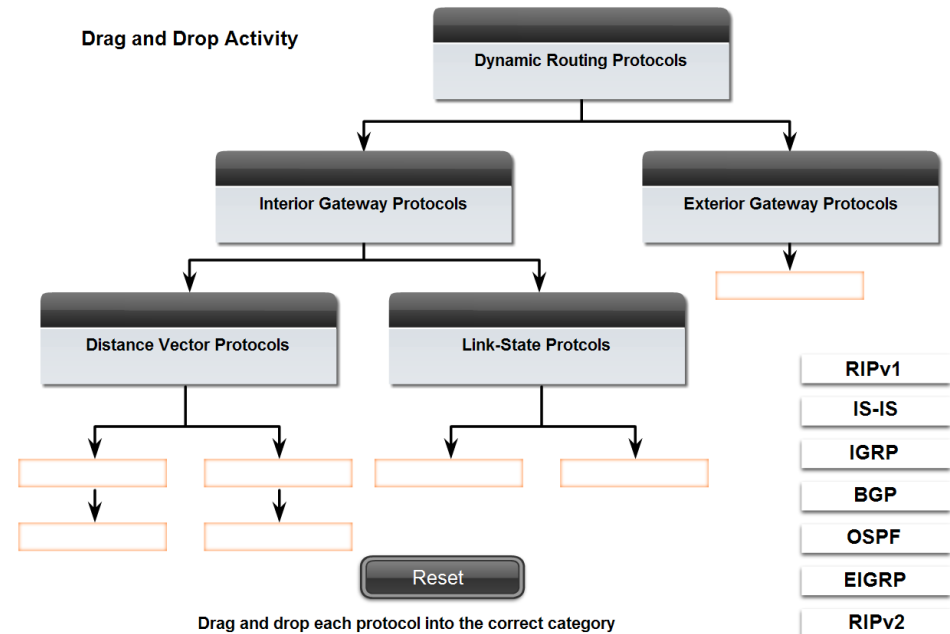 Drag and Drop Activity
Dynamic Routing Protocols
Interior Gateway Protocols
Exterior Gateway Protocols
Distance Vector Protocols
Link-State Protcols
RIPv1
IS-IS
IGRP
BGP
OSPF
EIGRP
RIPv2
Reset
Drag and drop each protocol into the correct category